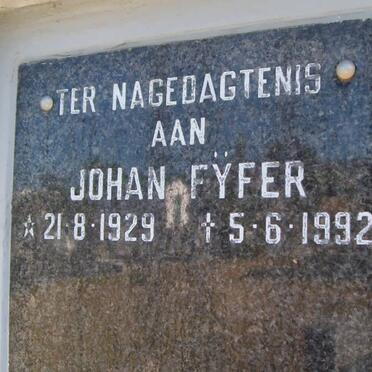 TER NAGEDAGTENIS
AAN
JOHAN FŸFER
☆ 21·8·1929 † 5·6·1992